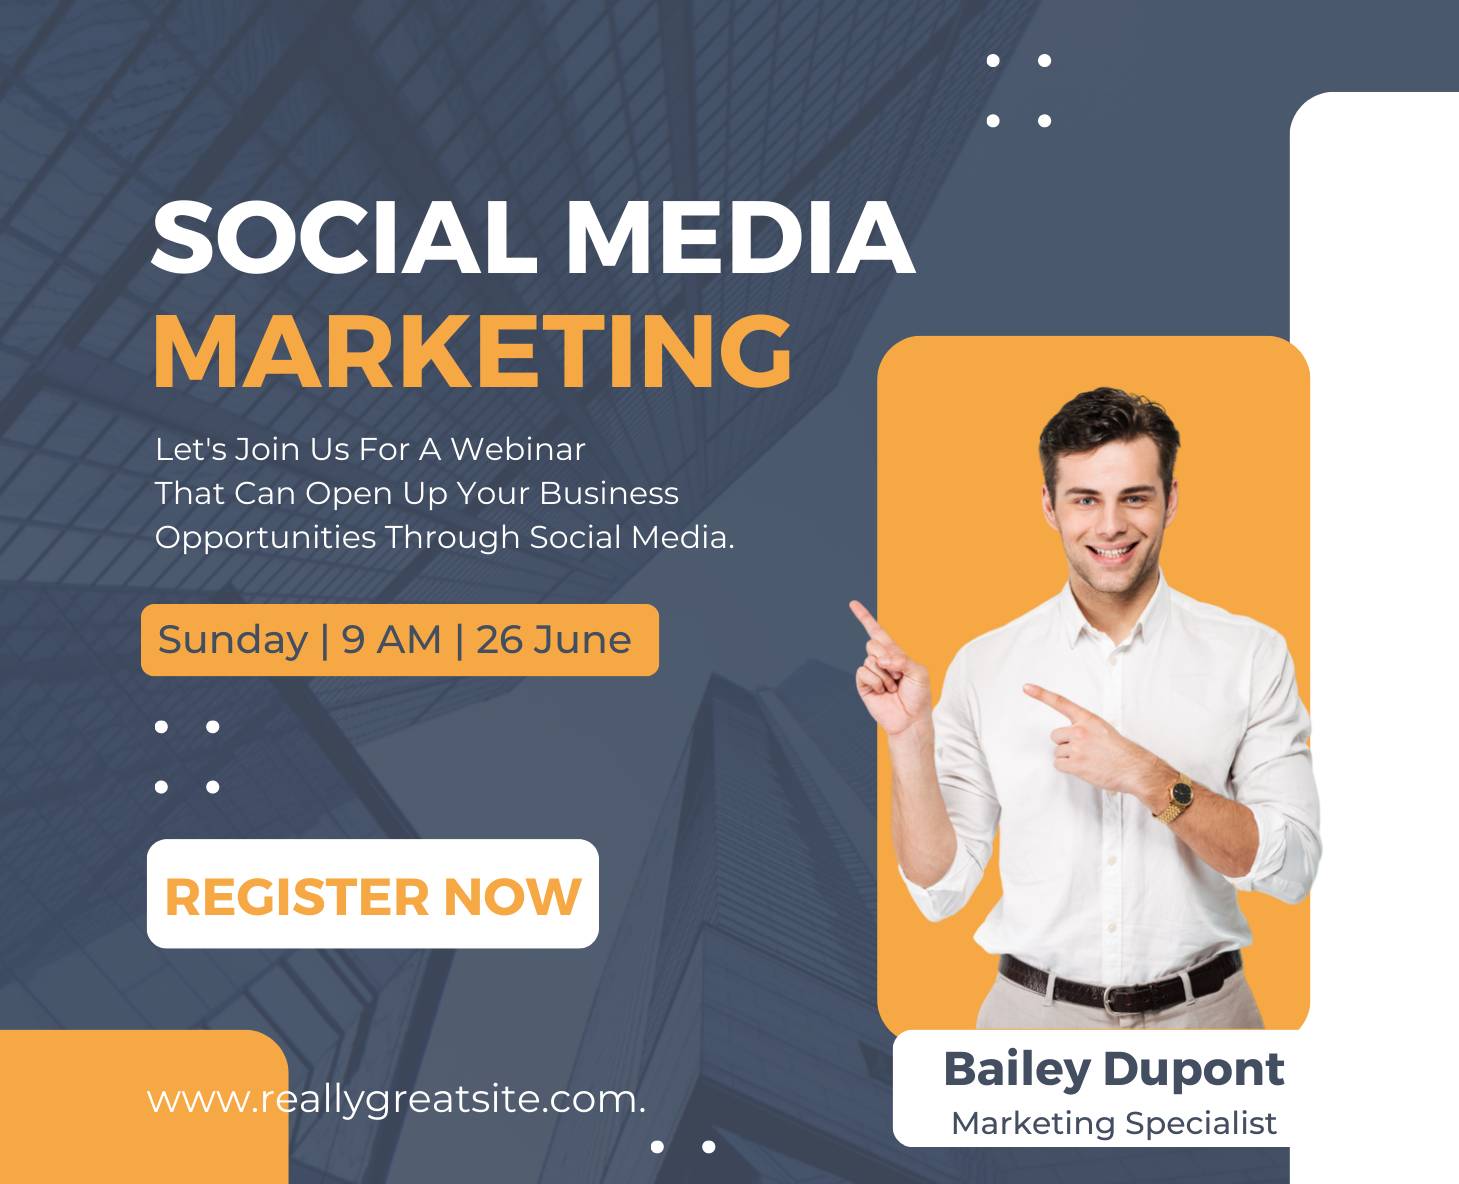 SOCIAL MEDIA
MARKETING
Let's Join Us For A Webinar
That Can Open Up Your Business
Opportunities Through Social Media.
Sunday | 9 AM | 26 June
REGISTER NOW
www.reallygreatsite.com.
Bailey Dupont
Marketing Specialist